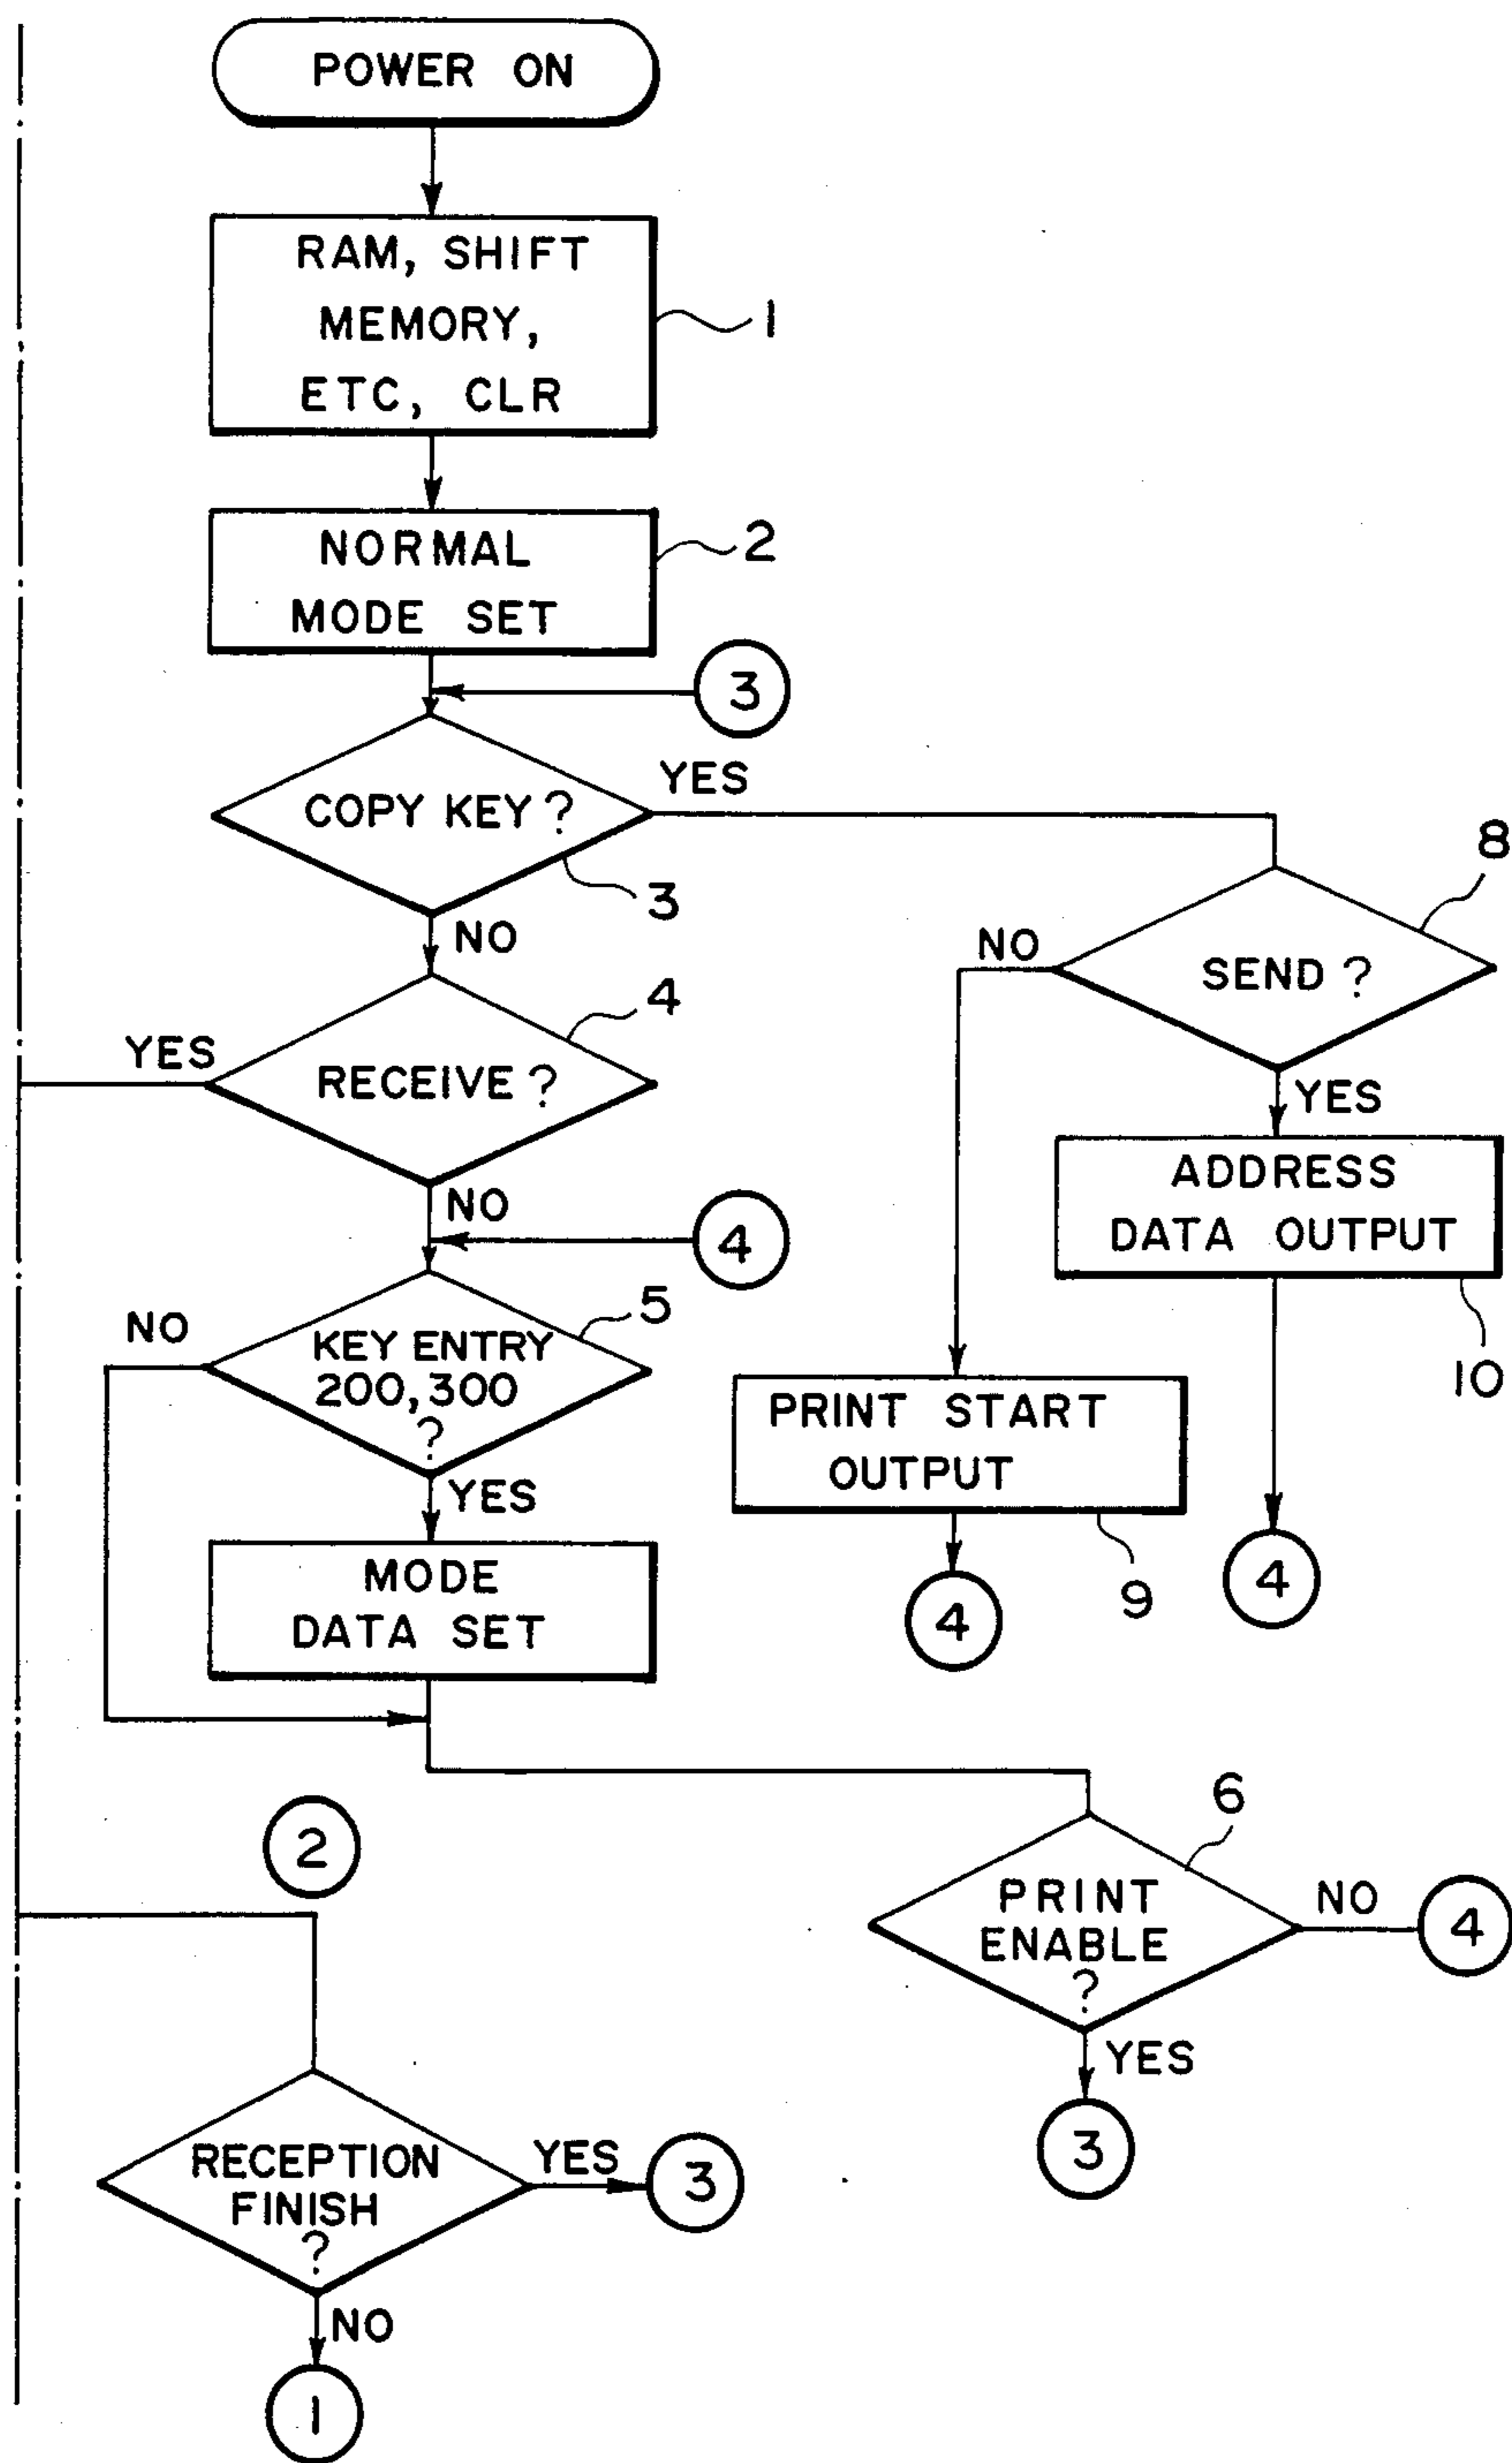 POWER ON
RAM, SHIFT
MEMORY,
ETC, CLR
1
NORMAL
MODE SET
2
3
COPY KEY ?
YES
3
NO
8
SEND ?
NO
YES
4
RECEIVE ?
YES
NO
ADDRESS
DATA OUTPUT
10
4
4
5
KEY ENTRY
200, 300
?
NO
YES
PRINT START
OUTPUT
9
4
MODE
DATA SET
6
PRINT
ENABLE
?
NO
4
YES
3
2
RECEPTION
FINISH
?
YES
3
NO
1